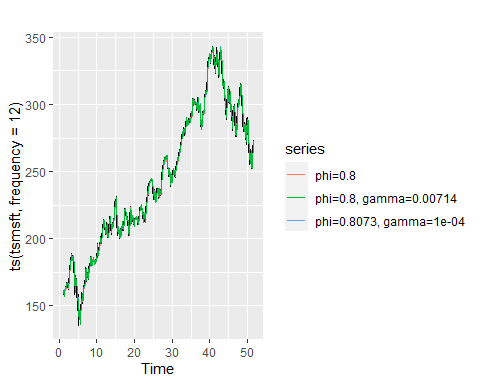 350
300
250
200
150
0 10 20 30 40 50
Time
ts(tsmsft, frequency = 12)
series
phi=0.8
phi=0.8, gamma=0.00714
phi=0.8073, gamma=1e-04